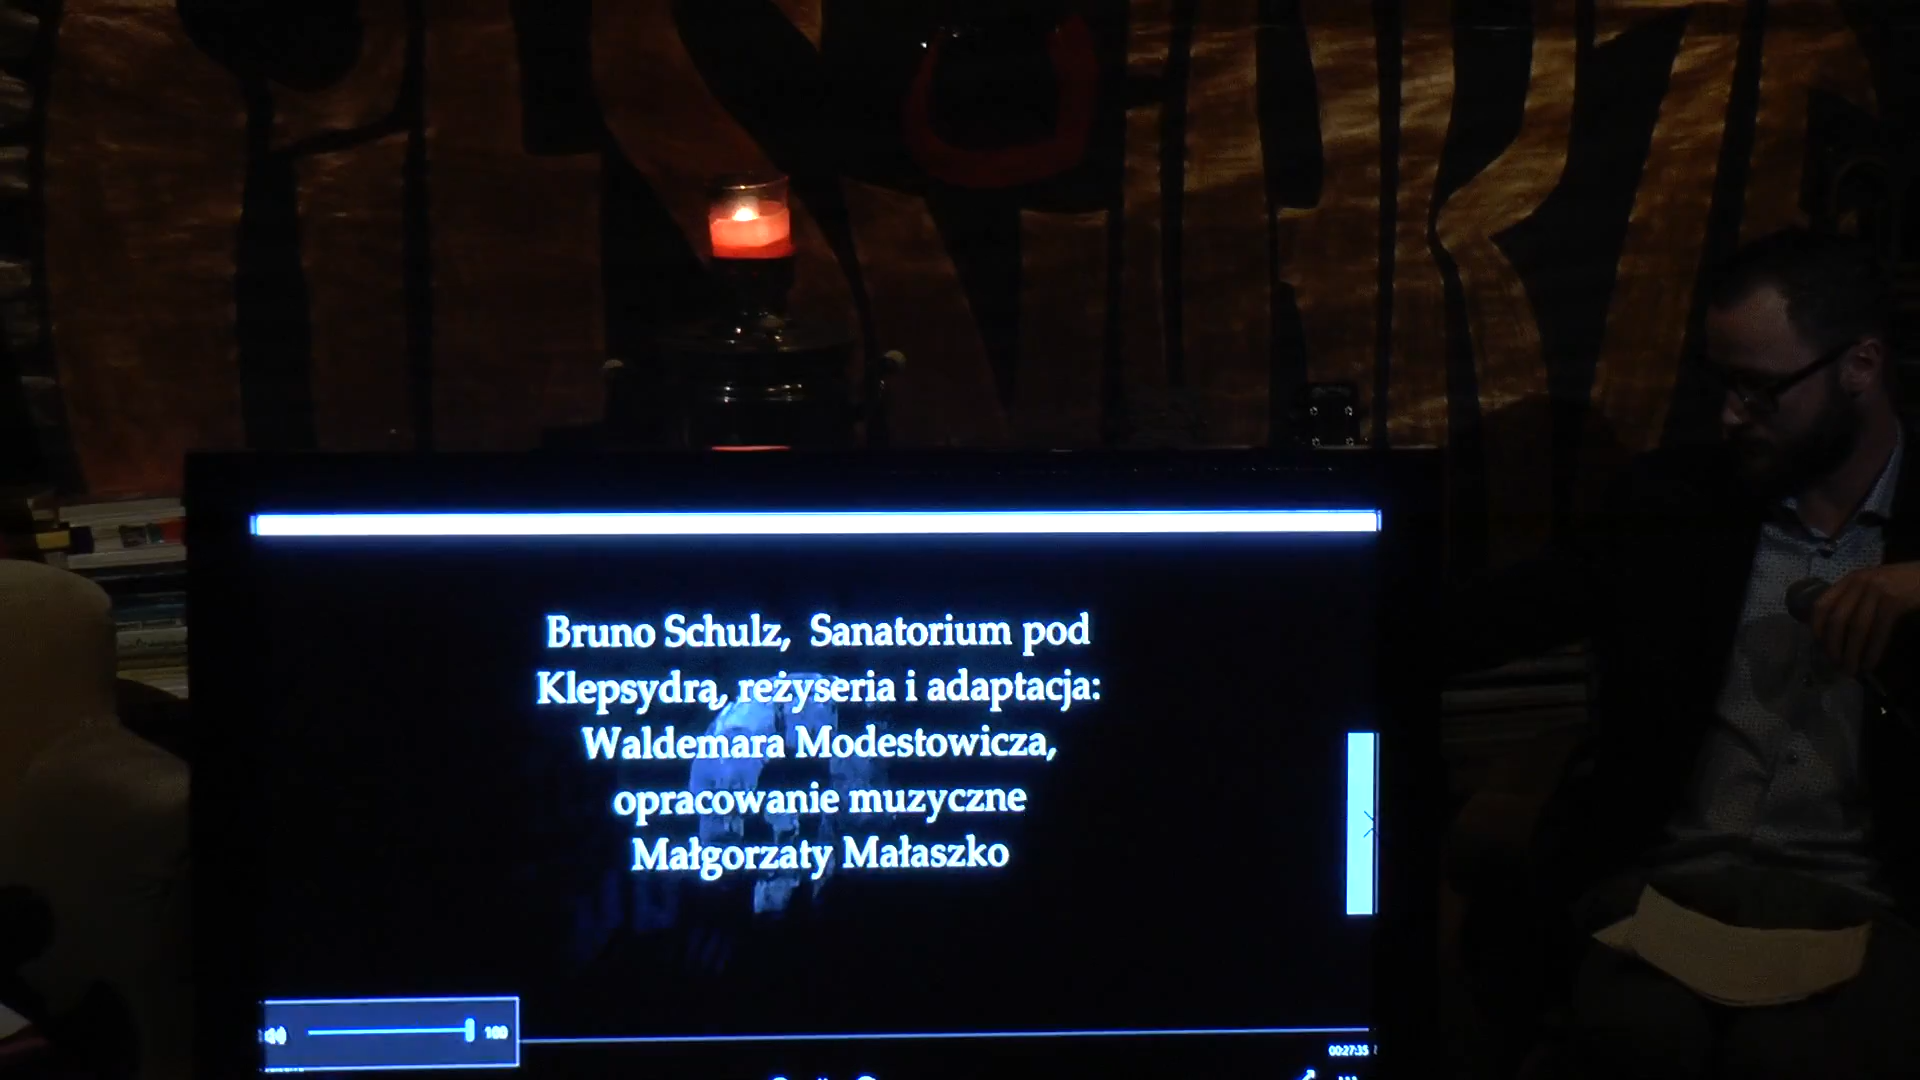 Bruno Schulz, Sanatorium pod
Klepsydrą, reżyseria i adaptacja:
Waldemara Modestowicza,
opracowanie muzyczne
Małgorzaty Małaszko
100
00:27:35